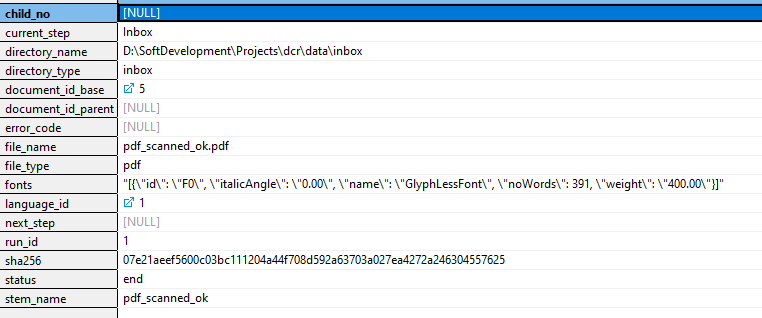 child_no [NULL]
current_step Inbox
directory_name D:\SoftDevelopment\Projects\dcr\data\inbox
directory_type inbox
document_id_base 5
document_id_parent [NULL]
error_code [NULL]
file_name pdf_scanned_ok.pdf
file_type pdf
fonts "[{\"id\": \"F0\", \"italicAngle\": \"0.00\", \"name\": \"GlyphLessFont\", \"noWords\": 391, \"weight\": \"400.00\"}]"
language_id 1
next_step [NULL]
run_id 1
sha256 07e21aeef5600c03bc111204a44f708d592a63703a027ea4272a246304557625
status end
stem_name pdf_scanned_ok